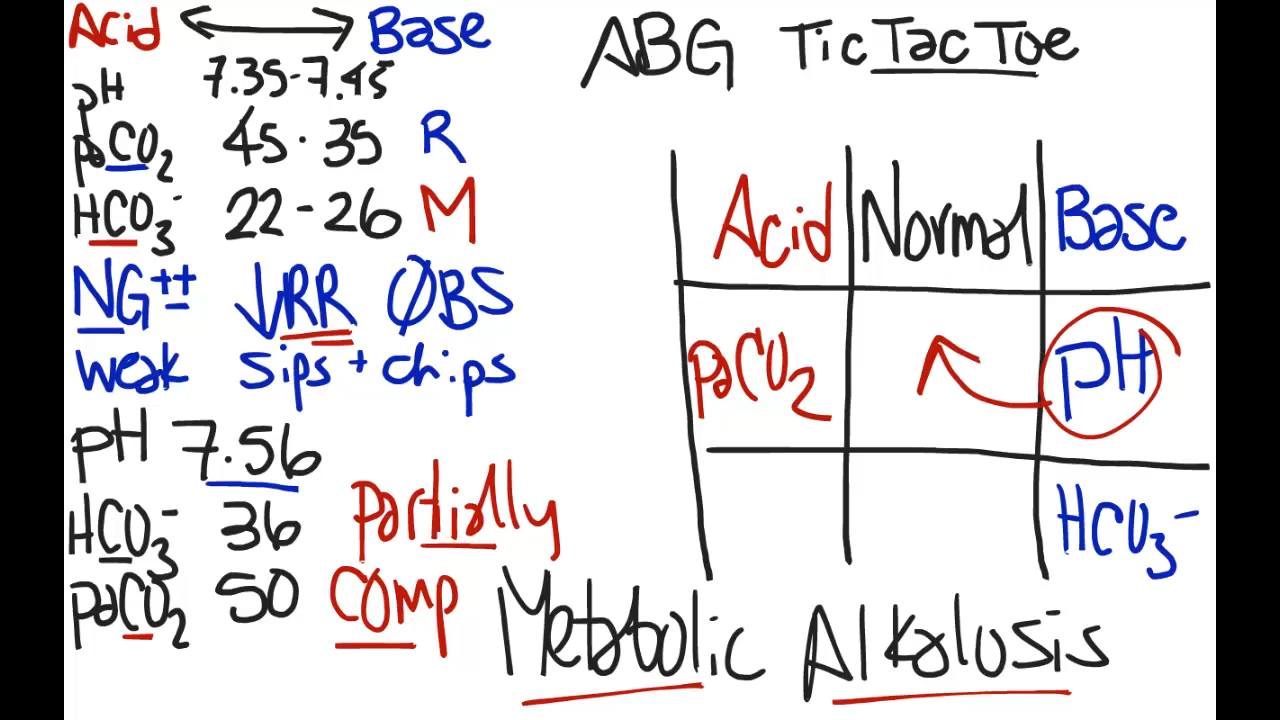 Acid ↔ Base
pH 7.35-7.45
paCO2 45 · 35 R
HCO3- 22 - 26 M
NG++ ↓RR ØBS
weak sips + chips
pH 7.56
HCO3- 36
paCO2 50
Partially
Comp
ABG TicTacToe
Acid Normal Base
paCO2 pH
HCO3-
Metabolic Alkalosis